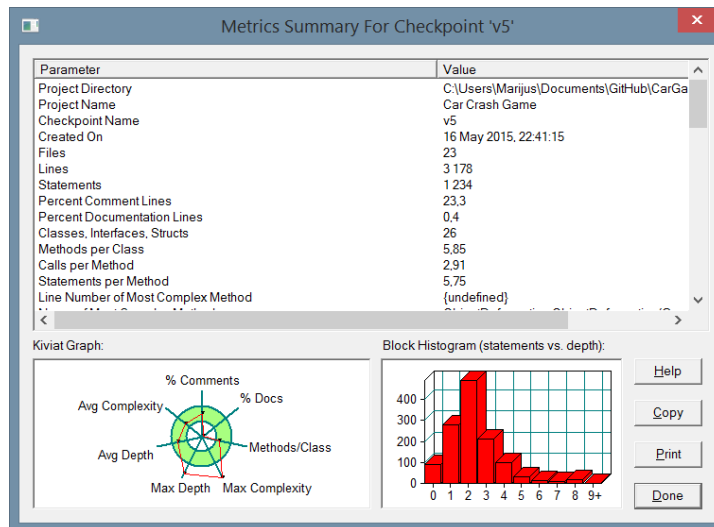 Metrics Summary For Checkpoint 'v5'
Parameter Value
Project Directory C:\Users\Marijus\Documents\GitHub\CarGa
Project Name Car Crash Game
Checkpoint Name v5
Created On 16 May 2015, 22:41:15
Files 23
Lines 3 178
Statements 1 234
Percent Comment Lines 23,3
Percent Documentation Lines 0,4
Classes, Interfaces, Structs 26
Methods per Class 5,85
Calls per Method 2,91
Statements per Method 5,75
Line Number of Most Complex Method {undefined}
Kiviat Graph:
% Comments
% Docs
Avg Complexity
Methods/Class
Avg Depth
Max Depth
Max Complexity
Block Histogram (statements vs. depth):
400
300
200
100
0
0 1 2 3 4 5 6 7 8 9+
Help
Copy
Print
Done